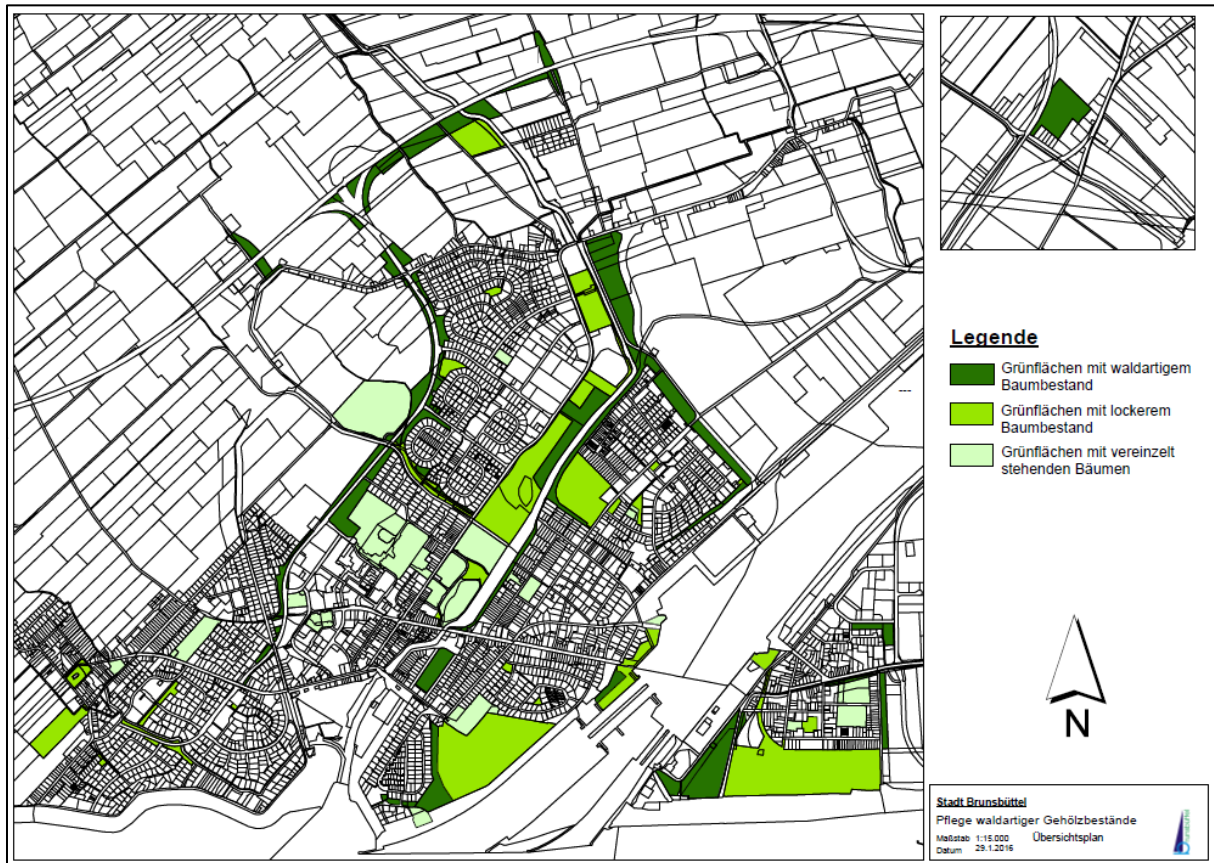 Legende
Grünflächen mit waldartigem
Baumbestand
Grünflächen mit lockerem
Baumbestand
Grünflächen mit vereinzelt
stehenden Bäumen
N
Stadt Brunsbüttel
Pflege waldartiger Gehölzbestände
Maßstab 1:15.000 Übersichtsplan
Datum 29.1.2016